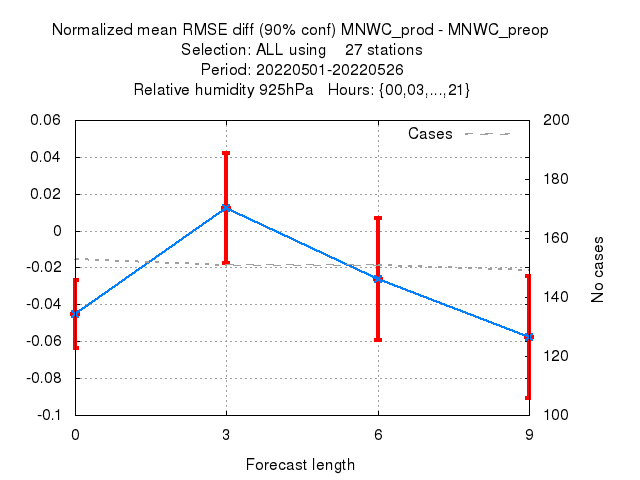 Normalized mean RMSE diff (90% conf) MNWC_prod - MNWC_preop
Selection: ALL using    27 stations
Period: 20220501-20220526
Relative humidity 925hPa   Hours: {00,03,...,21}
Cases
0.06
0.04
0.02
0
-0.02
-0.04
-0.06
-0.08
-0.1
200
180
160
140
120
100
No cases
0 3 6 9
Forecast length